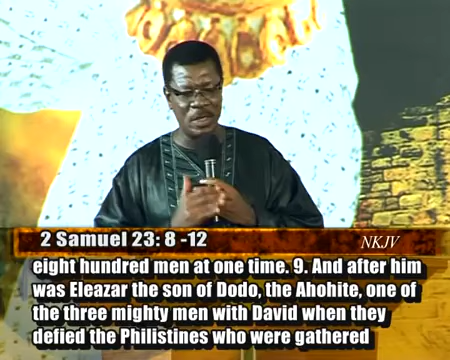 2 Samuel 23: 8 -12
NKJV
eight hundred men at one time. 9. And after him
was Eleazar the son of Dodo, the Ahohite, one of
the three mighty men with David when they
defied the Philistines who were gathered